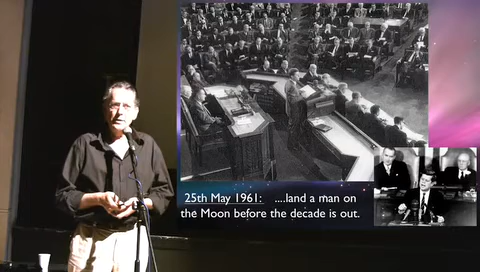 25th May 1961:   ....land a man on
the Moon before the decade is out.